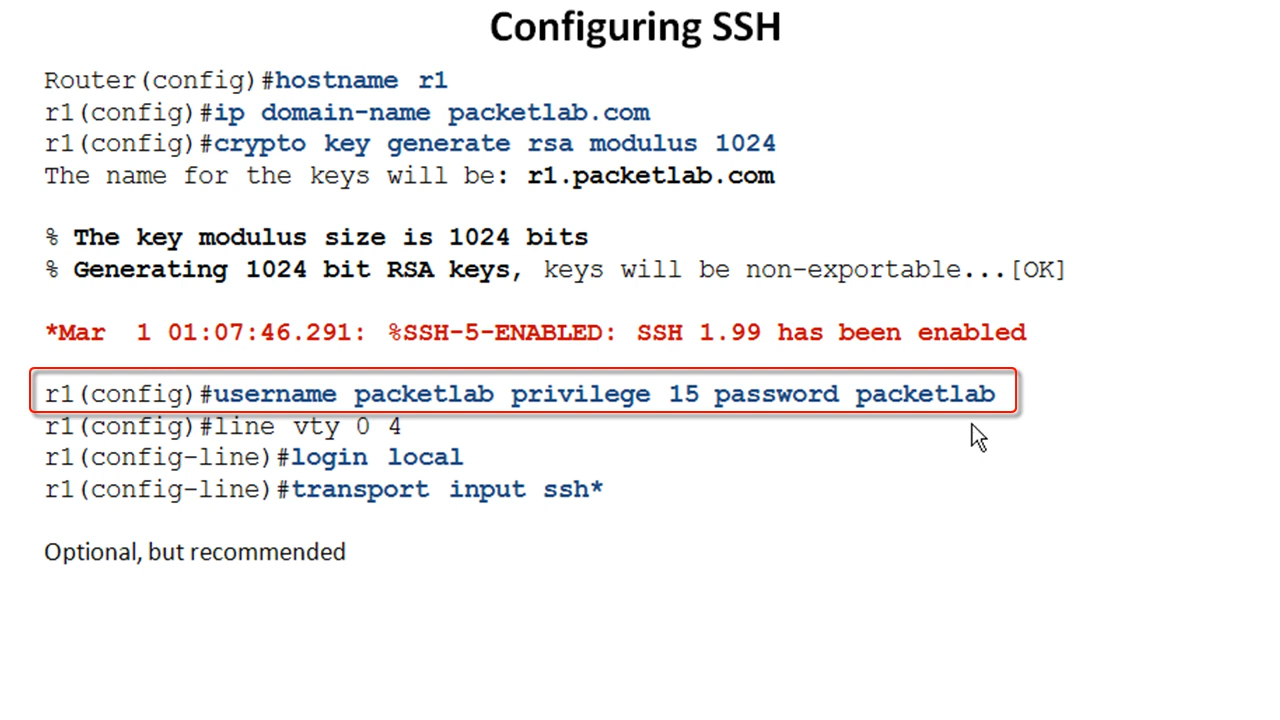 Configuring SSH
Router(config)#hostname r1
r1(config)#ip domain-name packetlab.com
r1(config)#crypto key generate rsa modulus 1024
The name for the keys will be: r1.packetlab.com
% The key modulus size is 1024 bits
% Generating 1024 bit RSA keys, keys will be non-exportable...[OK]
*Mar  1 01:07:46.291: %SSH-5-ENABLED: SSH 1.99 has been enabled
r1(config)#username packetlab privilege 15 password packetlab
r1(config)#line vty 0 4
r1(config-line)#login local
r1(config-line)#transport input ssh*
Optional, but recommended